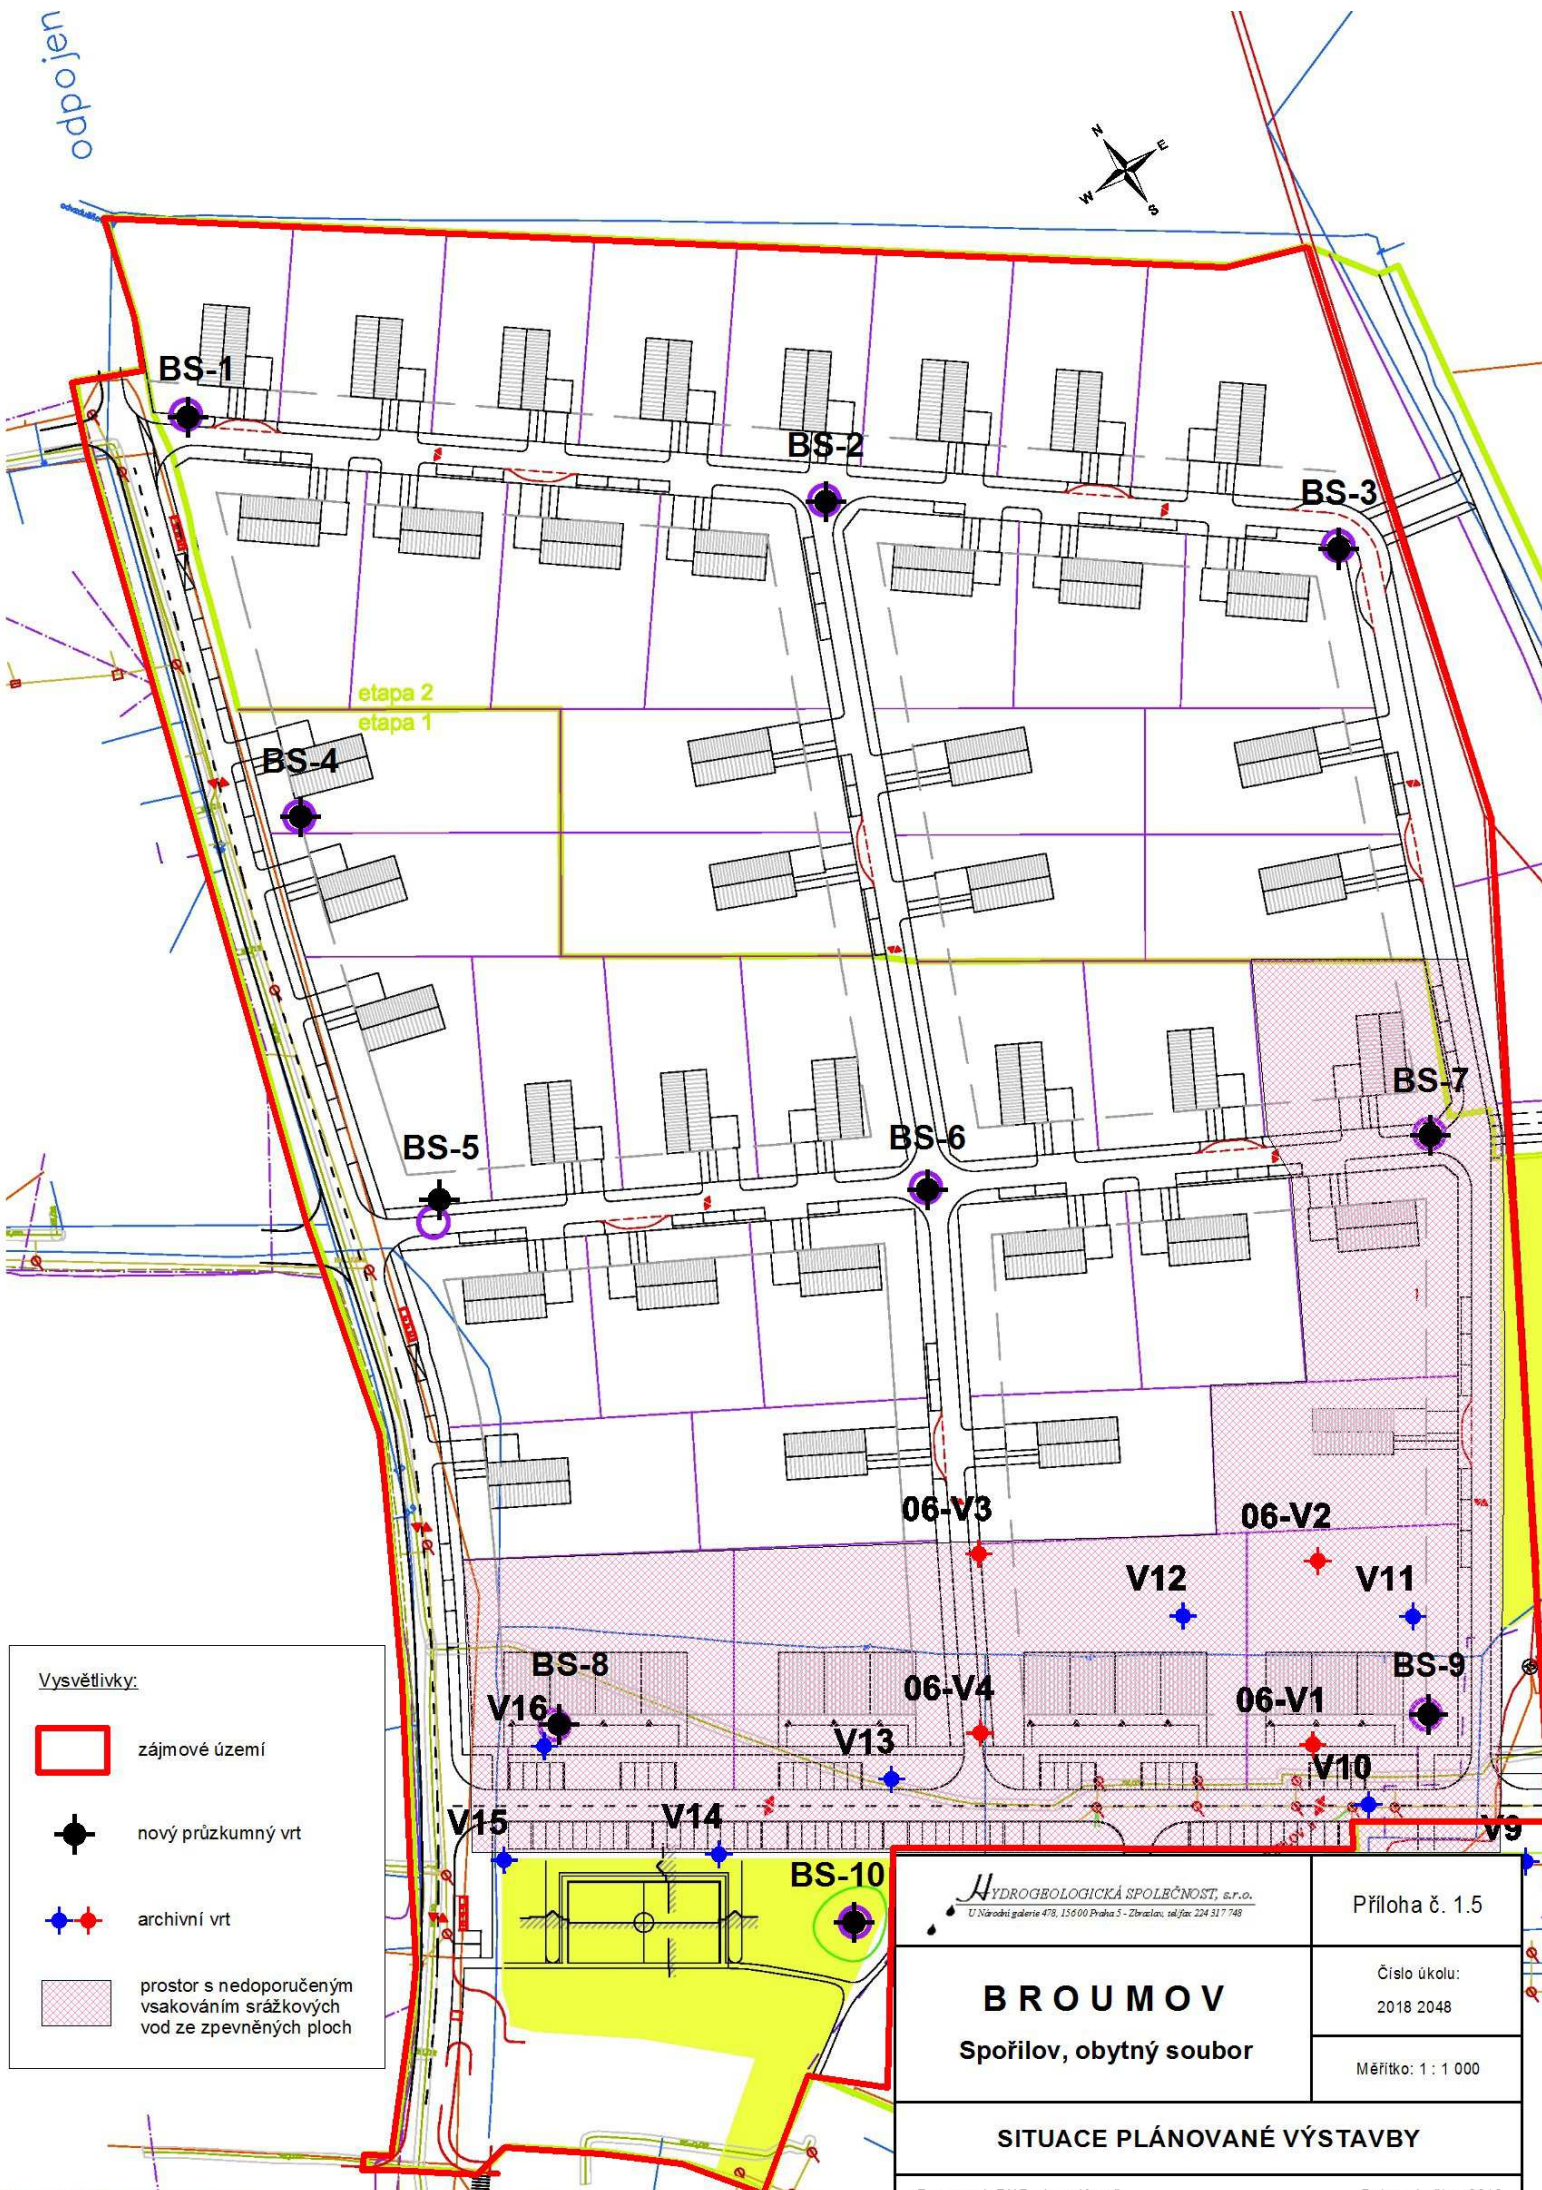 odpojen
N
E
W
S
BS-1
BS-2
BS-3
etapa 2
etapa 1
BS-4
BS-7
BS-6
BS-5
06-V3
06-V2
V12
V11
BS-8
BS-9
06-V4
06-V1
V16
V13
V10
V15
V14
V9
BS-10
Vysvětlivky:
zájmové území
nový průzkumný vrt
archivní vrt
prostor s nedoporučeným
vsakováním srážkových
vod ze zpevněných ploch
HYDROGEOLOGICKÁ SPOLEČNOST, s.r.o.
U Národní galerie 478, 156 00 Praha 5 - Zbraslav, tel/fax 224 317 748
Příloha č. 1.5
BROUMOV
Spořilov, obytný soubor
Číslo úkolu:
2018 2048
Měřítko: 1 : 1 000
SITUACE PLÁNOVANÉ VÝSTAVBY